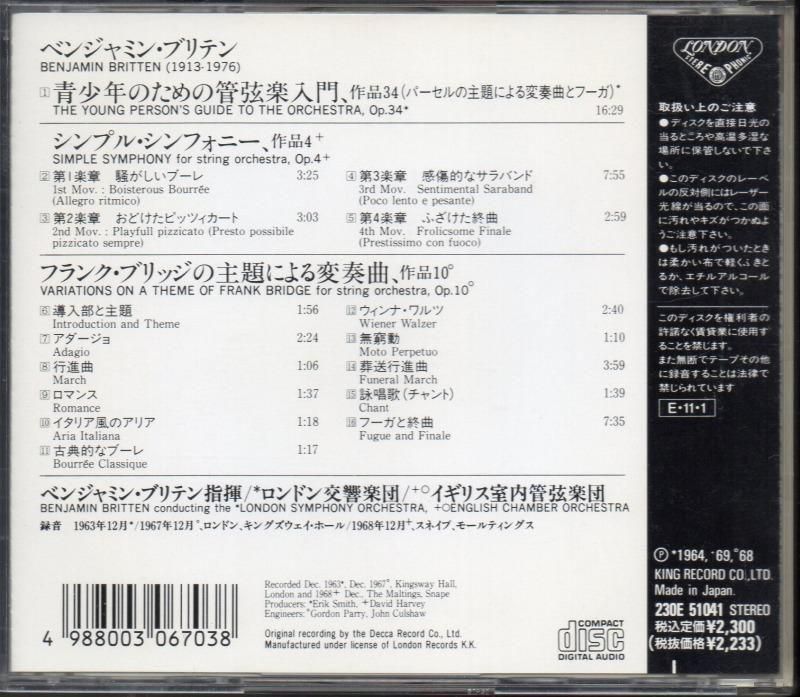 ベンジャミン・ブリテン
BENJAMIN BRITTEN (1913-1976)
1 青少年のための管弦楽入門、作品34(パーセルの主題による変奏曲とフーガ)*
THE YOUNG PERSON'S GUIDE TO THE ORCHESTRA, Op.34* 16:29
シンプル・シンフォニー、作品4+
SIMPLE SYMPHONY for string orchestra, Op.4+
2 第1楽章 騒がしいブーレ 3:25
1st Mov. : Boisterous Bourrée
(Allegro ritmico)
3 第2楽章 おどけたピッツィカート 3:03
2nd Mov. : Playfull pizzicato (Presto possibile
pizzicato sempre)
4 第3楽章 感傷的なサラバンド 7:55
3rd Mov. Sentimental Saraband
(Poco lento e pesante)
5 第4楽章 ふざけた終曲 2:59
4th Mov. Frolicsome Finale
(Prestissimo con fuoco)
フランク・ブリッジの主題による変奏曲、作品10°
VARIATIONS ON A THEME OF FRANK BRIDGE for string orchestra, Op.10°
6 導入部と主題 1:56
Introduction and Theme
7 アダージョ 2:24
Adagio
8 行進曲 1:06
March
9 ロマンス 1:37
Romance
10 イタリア風のアリア 1:18
Aria Italiana
11 古典的なブーレ 1:17
Bourrée Classique
12 ウィンナ・ワルツ 2:40
Wiener Walzer
13 無窮動 1:10
Moto Perpetuo
14 葬送行進曲 3:59
Funeral March
15 詠唱歌(チャント) 1:39
Chant
16 フーガと終曲 7:35
Fugue and Finale
ベンジャミン・ブリテン指揮/*ロンドン交響楽団/+○イギリス室内管弦楽団
BENJAMIN BRITTEN conducting the *LONDON SYMPHONY ORCHESTRA, +○ENGLISH CHAMBER ORCHESTRA
録音 1963年12月*/1967年12月°、ロンドン、キングズウェイ・ホール/1968年12月+、スネイプ、モールティングス
4 988003 067038
Recorded Dec. 1963*, Dec. 1967°, Kingsway Hall,
London and 1968+ Dec., The Maltings, Snape
Producers: *Erik Smith, +David Harvey
Engineers: °Gordon Parry, John Culshaw
Original recording by the Decca Record Co., Ltd.
Manufactured under license of London Records K.K.
COMPACT
disc
DIGITAL AUDIO
LONDON
STEREO PHONIC
取扱い上のご注意
●ディスクを直接日光の
当るところや高温多湿な
場所に保管しないで下さ
い。
●このディスクのレーベ
ルの反対側にはレーザー
光線が当るので、この面
に汚れやキズがつかぬよ
うご注意下さい。
●もし汚れがついたとき
は柔かい布で軽くふきと
るか、エチルアルコール
で除去して下さい。
このディスクを権利者の
許諾なく賃貸業に使用す
ることを禁じます。
また無断でテープその他
に録音することは法律で
禁じられています
E・11・1
Ⓟ*1964, +69,°68
KING RECORD CO.,LTD.
Made in Japan.
230E 51041 STEREO
税込定価¥2,300
(税抜価格¥2,233)